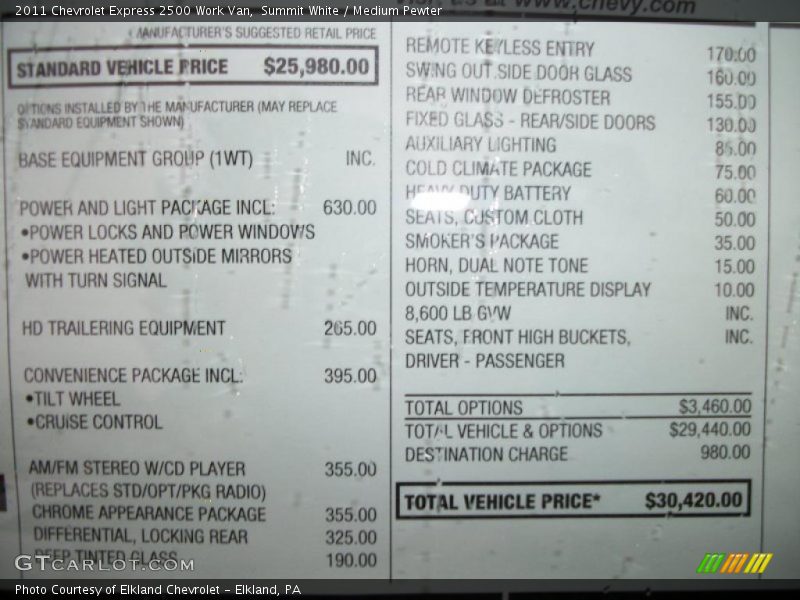 2011 Chevrolet Express 2500 Work Van, Summit White / Medium Pewter
www.chevy.com
MANUFACTURER'S SUGGESTED RETAIL PRICE
STANDARD VEHICLE PRICE $25,980.00
OPTIONS INSTALLED BY THE MANUFACTURER (MAY REPLACE
STANDARD EQUIPMENT SHOWN)
BASE EQUIPMENT GROUP (1WT) INC.
POWER AND LIGHT PACKAGE INCL: 630.00
•POWER LOCKS AND POWER WINDOWS
•POWER HEATED OUTSIDE MIRRORS
WITH TURN SIGNAL
HD TRAILERING EQUIPMENT 265.00
CONVENIENCE PACKAGE INCL: 395.00
•TILT WHEEL
•CRUISE CONTROL
AM/FM STEREO W/CD PLAYER 355.00
(REPLACES STD/OPT/PKG RADIO)
CHROME APPEARANCE PACKAGE 355.00
DIFFERENTIAL, LOCKING REAR 325.00
DEEP TINTED GLASS 190.00
REMOTE KEYLESS ENTRY 170.00
SWING OUT SIDE DOOR GLASS 160.00
REAR WINDOW DEFROSTER 155.00
FIXED GLASS - REAR/SIDE DOORS 130.00
AUXILIARY LIGHTING 85.00
COLD CLIMATE PACKAGE 75.00
HEAVY DUTY BATTERY 60.00
SEATS, CUSTOM CLOTH 50.00
SMOKER'S PACKAGE 35.00
HORN, DUAL NOTE TONE 15.00
OUTSIDE TEMPERATURE DISPLAY 10.00
8,600 LB GVW INC.
SEATS, FRONT HIGH BUCKETS, INC.
DRIVER - PASSENGER
TOTAL OPTIONS $3,460.00
TOTAL VEHICLE & OPTIONS $29,440.00
DESTINATION CHARGE 980.00
TOTAL VEHICLE PRICE* $30,420.00
GTcarlot.com
Photo Courtesy of Elkland Chevrolet - Elkland, PA